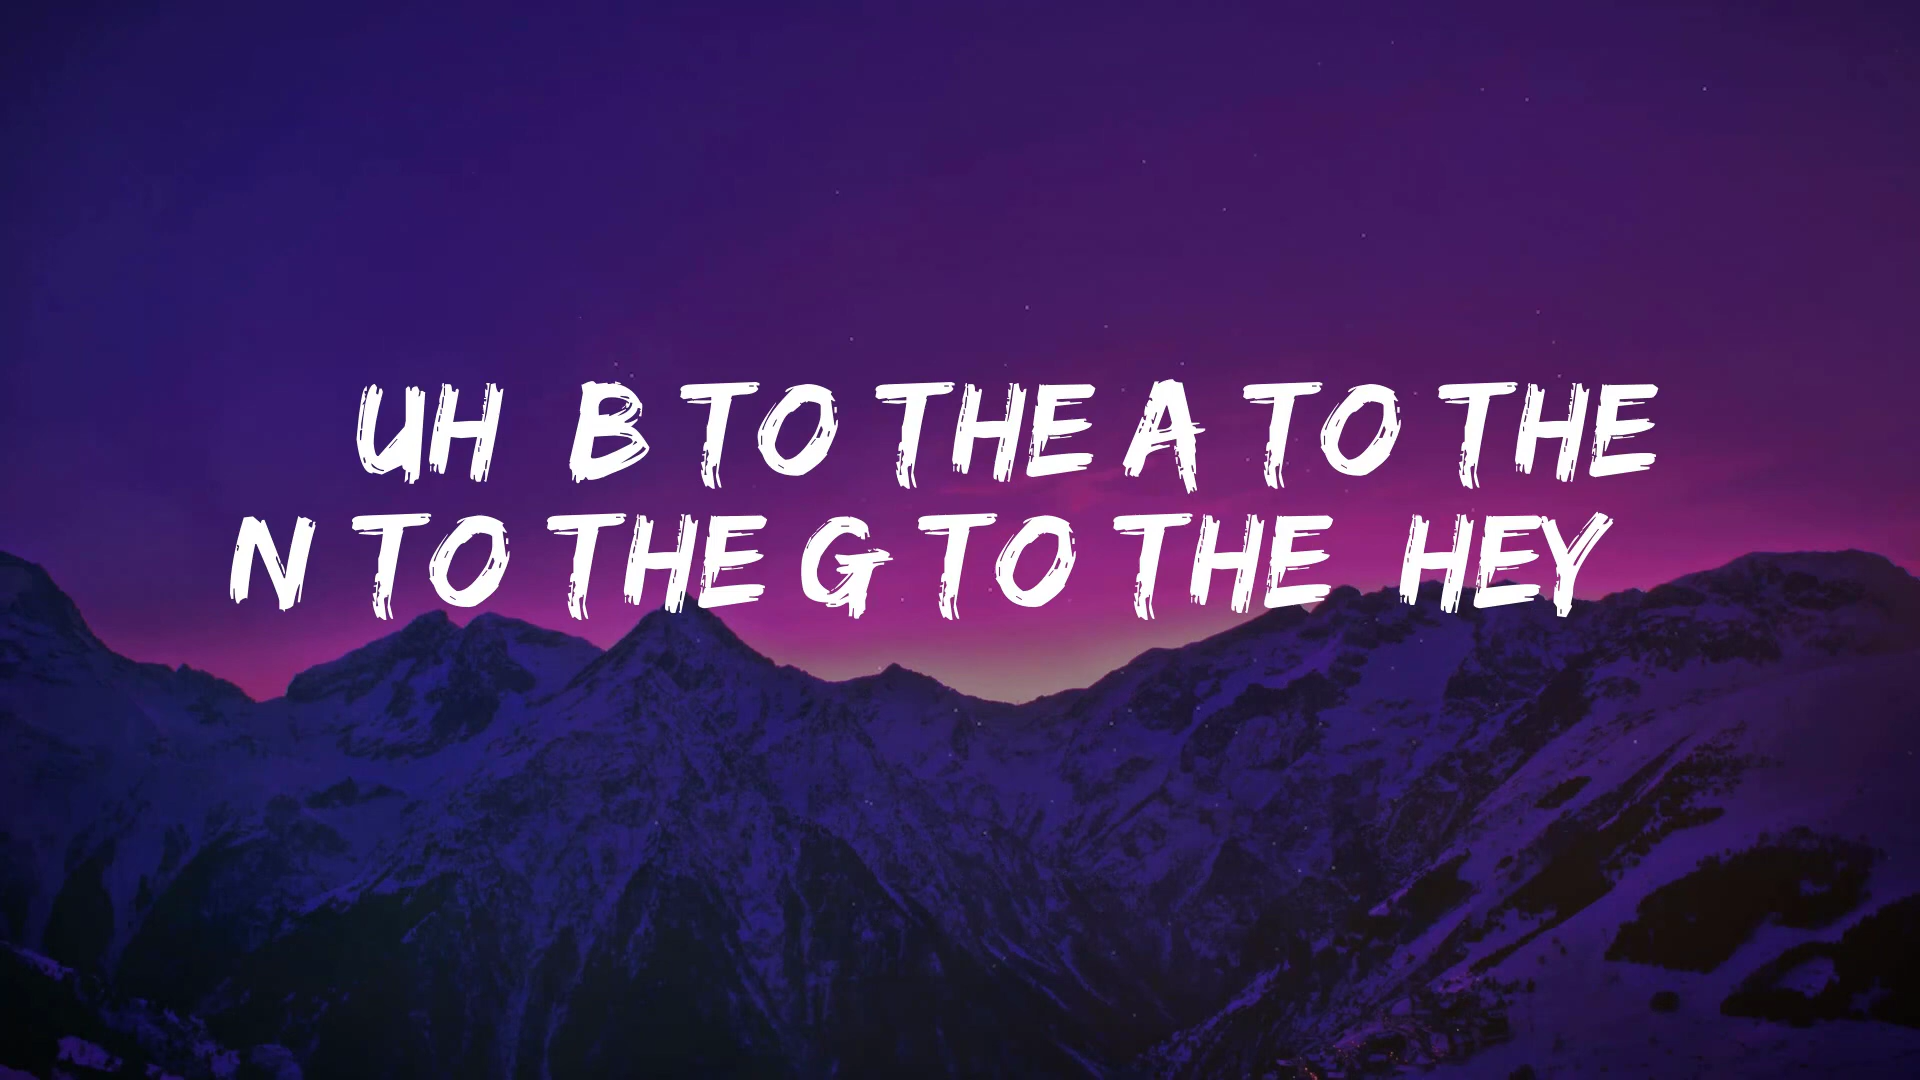 UH B TO THE A TO THE
N TO THE G TO THE HEY